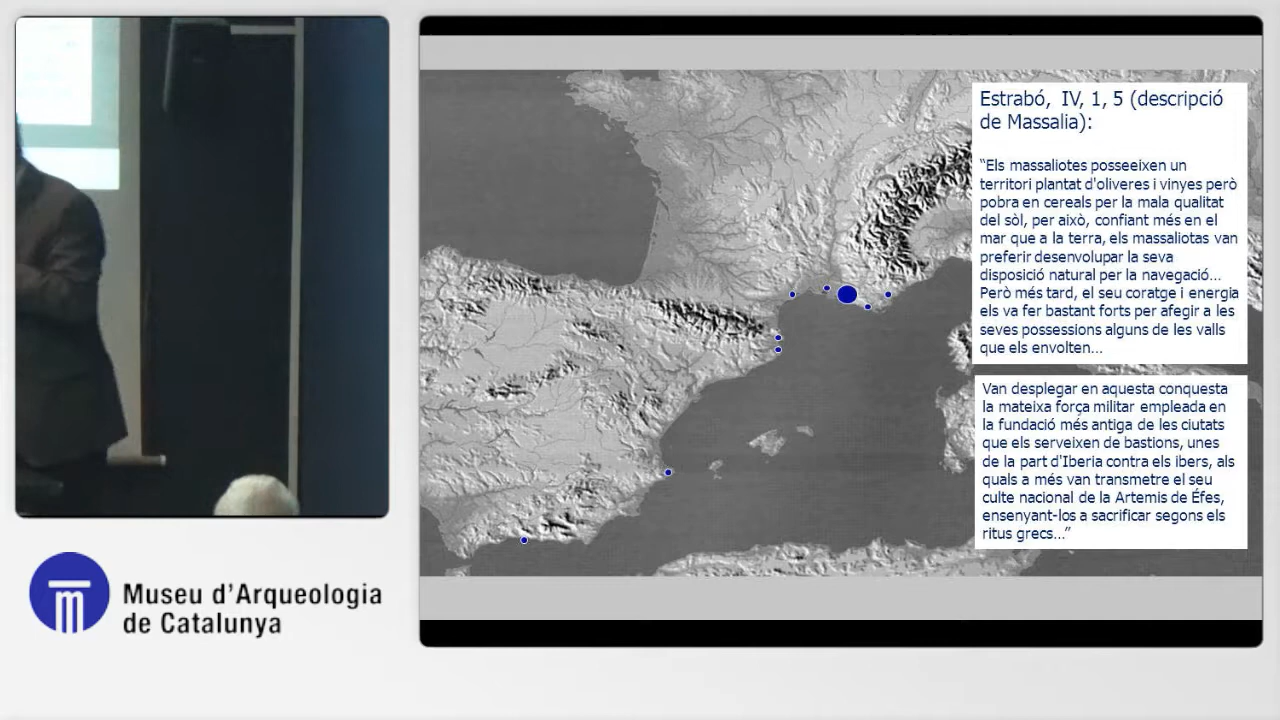 Estrabó, IV, 1, 5 (descripció
de Massalia):
“Els massaliotes posseeixen un
territori plantat d'oliveres i vinyes però
pobra en cereals per la mala qualitat
del sòl, per això, confiant més en el
mar que a la terra, els massaliotas van
preferir desenvolupar la seva
disposició natural per la navegació...
Però més tard, el seu coratge i energia
els va fer bastant forts per afegir a les
seves possessions alguns de les valls
que els envolten...
Van desplegar en aquesta conquesta
la mateixa força militar empleada en
la fundació més antiga de les ciutats
que els serveixen de bastions, unes
de la part d'Iberia contra els ibers, als
quals a més van transmetre el seu
culte nacional de la Artemis de Éfes,
ensenyant-los a sacrificar segons els
ritus grecs...”
Museu d'Arqueologia
de Catalunya